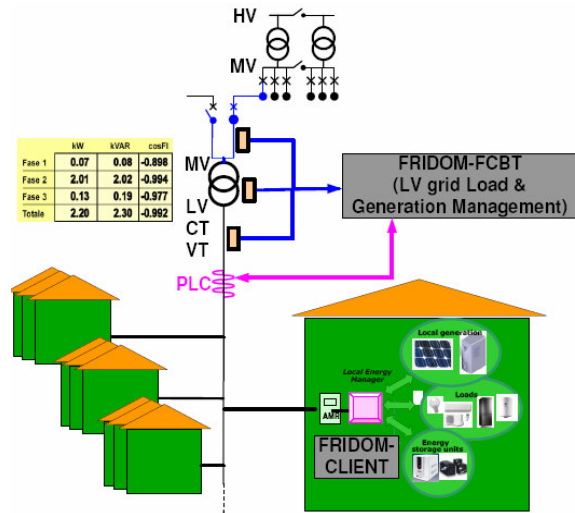 HV
MV
kW kVAR cosFI
Fase 1 0.07 0.08 -0.898
Fase 2 2.01 2.02 -0.994
Fase 3 0.13 0.19 -0.977
Totale 2.20 2.30 -0.992
MV
LV
CT
VT
FRIDOM-FCBT
(LV grid Load &
Generation Management)
PLC
Local generation
Local Energy
Manager
Loads
AMR
FRIDOM-
CLIENT
Energy
storage units